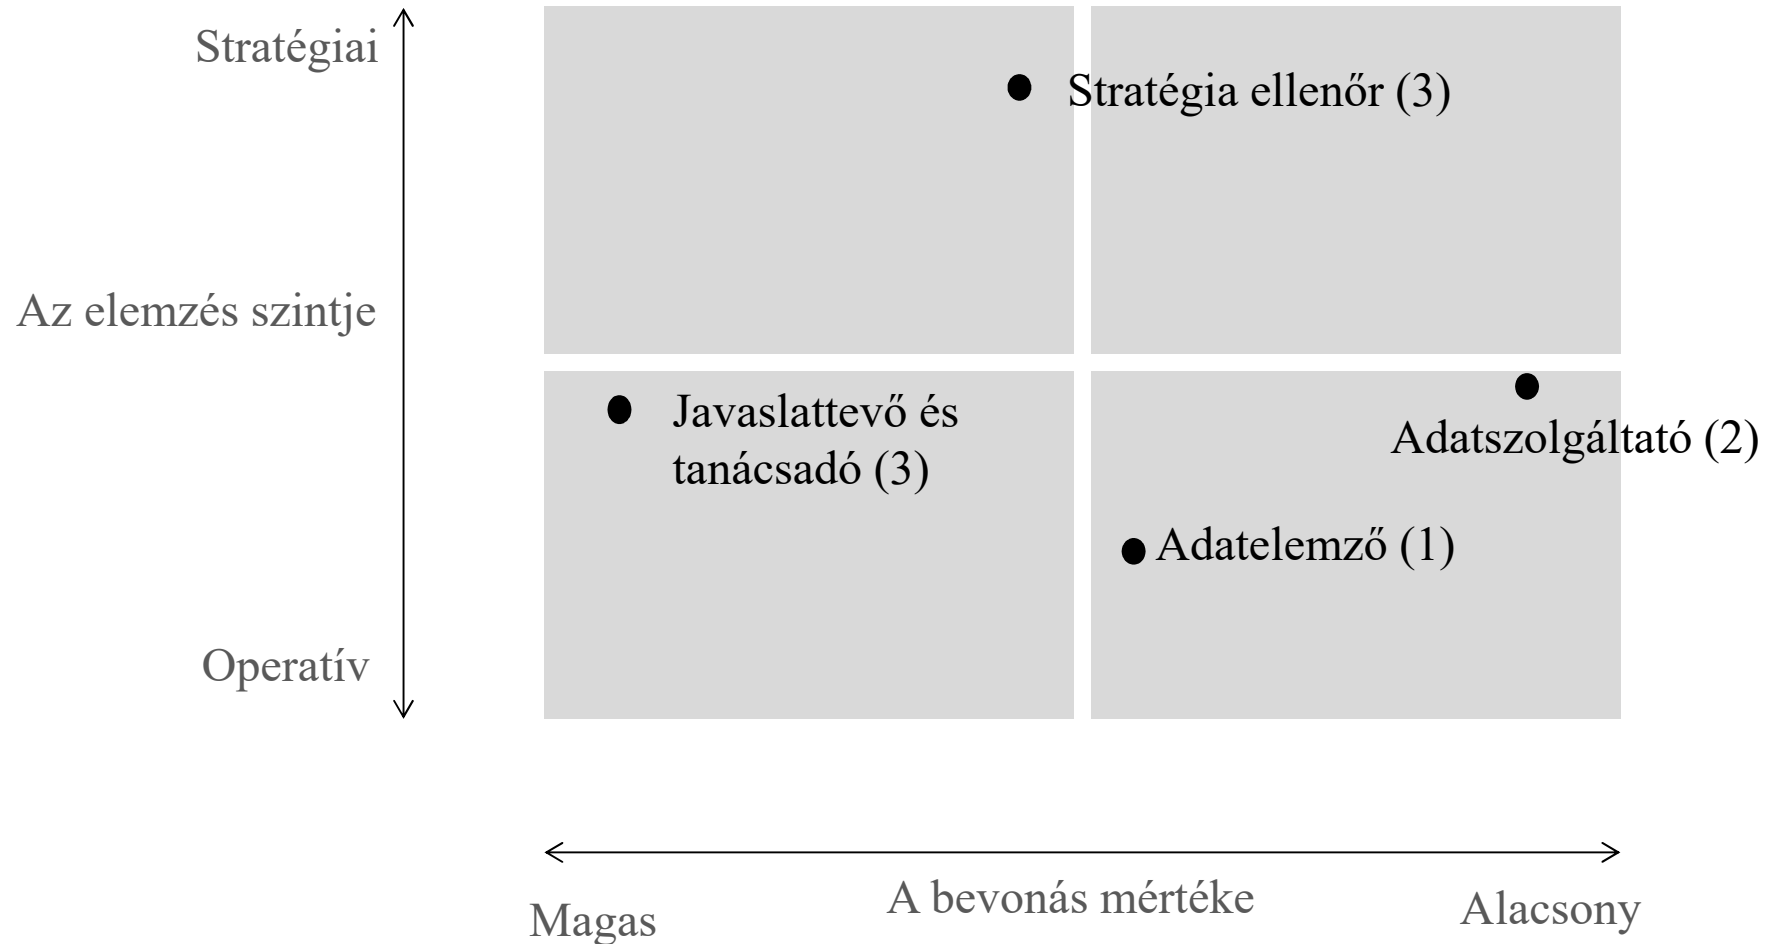 Stratégiai
Stratégia ellenőr (3)
Az elemzés szintje
Javaslattevő és
tanácsadó (3)
Adatszolgáltató (2)
Adatelemző (1)
Operatív
A bevonás mértéke
Magas
Alacsony